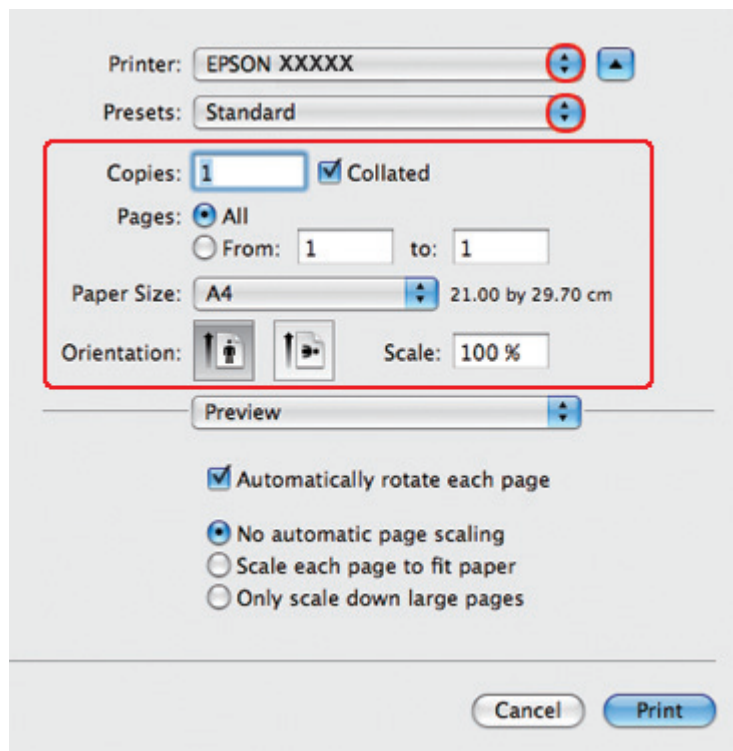 Printer: EPSON XXXXX
Presets: Standard
Copies: 1 Collated
Pages: All
From: 1 to: 1
Paper Size: A4 21.00 by 29.70 cm
Orientation: Scale: 100 %
Preview
Automatically rotate each page
No automatic page scaling
Scale each page to fit paper
Only scale down large pages
Cancel Print